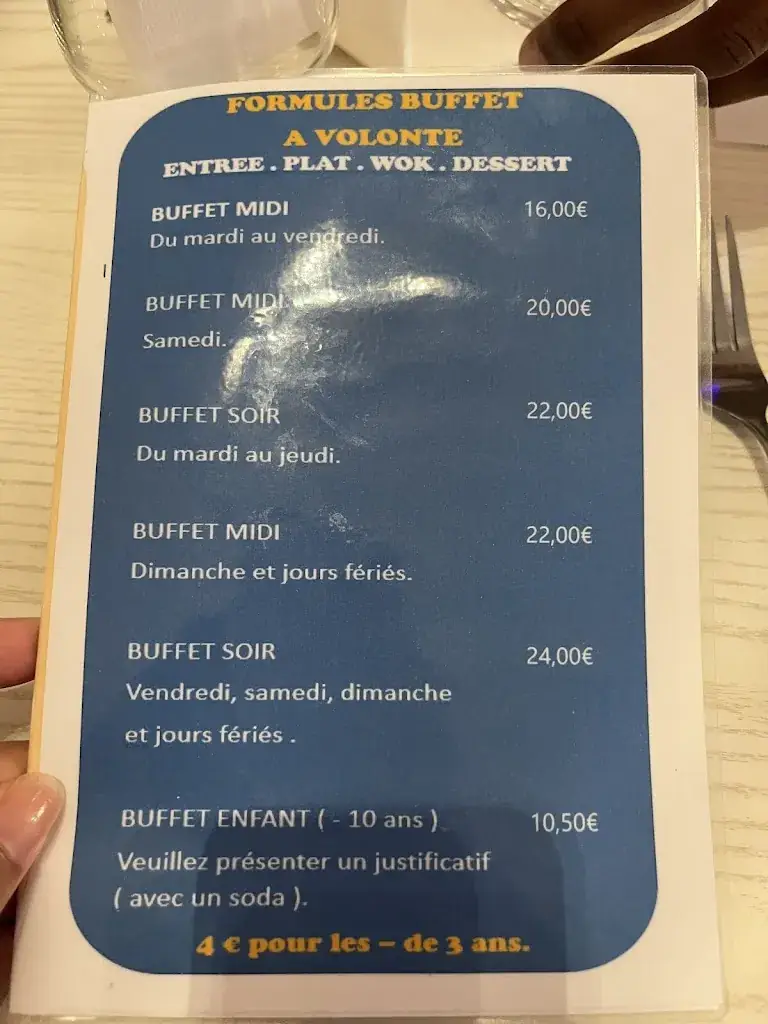 FORMULES BUFFET
A VOLONTE
ENTREE . PLAT . WOK . DESSERT
BUFFET MIDI 16,00€
Du mardi au vendredi.
BUFFET MIDI 20,00€
Samedi.
BUFFET SOIR 22,00€
Du mardi au jeudi.
BUFFET MIDI 22,00€
Dimanche et jours fériés.
BUFFET SOIR 24,00€
Vendredi, samedi, dimanche
et jours fériés .
BUFFET ENFANT ( - 10 ans ) 10,50€
Veuillez présenter un justificatif
( avec un soda ).
4 € pour les – de 3 ans.